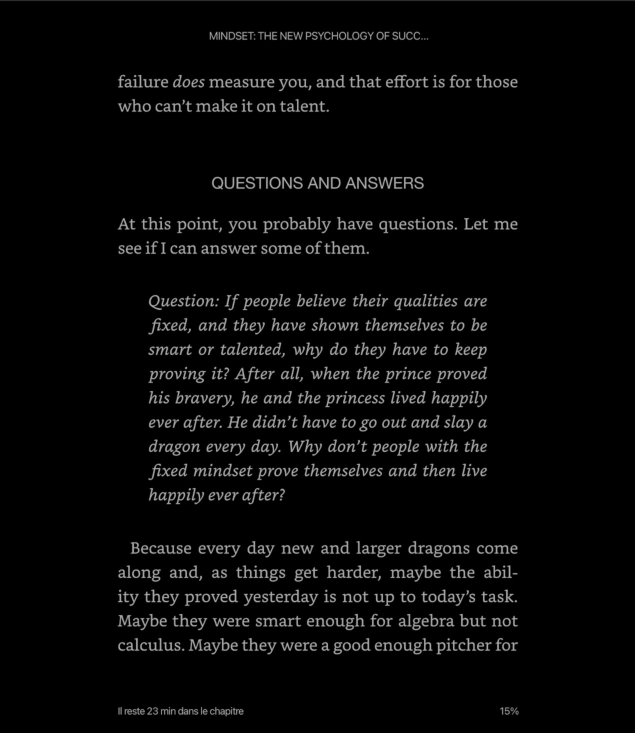 MINDSET: THE NEW PSYCHOLOGY OF SUCC...
failure does measure you, and that effort is for those
who can’t make it on talent.
QUESTIONS AND ANSWERS
At this point, you probably have questions. Let me
see if I can answer some of them.
Question: If people believe their qualities are
fixed, and they have shown themselves to be
smart or talented, why do they have to keep
proving it? After all, when the prince proved
his bravery, he and the princess lived happily
ever after. He didn’t have to go out and slay a
dragon every day. Why don’t people with the
fixed mindset prove themselves and then live
happily ever after?
Because every day new and larger dragons come
along and, as things get harder, maybe the abil-
ity they proved yesterday is not up to today’s task.
Maybe they were smart enough for algebra but not
calculus. Maybe they were a good enough pitcher for
Il reste 23 min dans le chapitre
15%